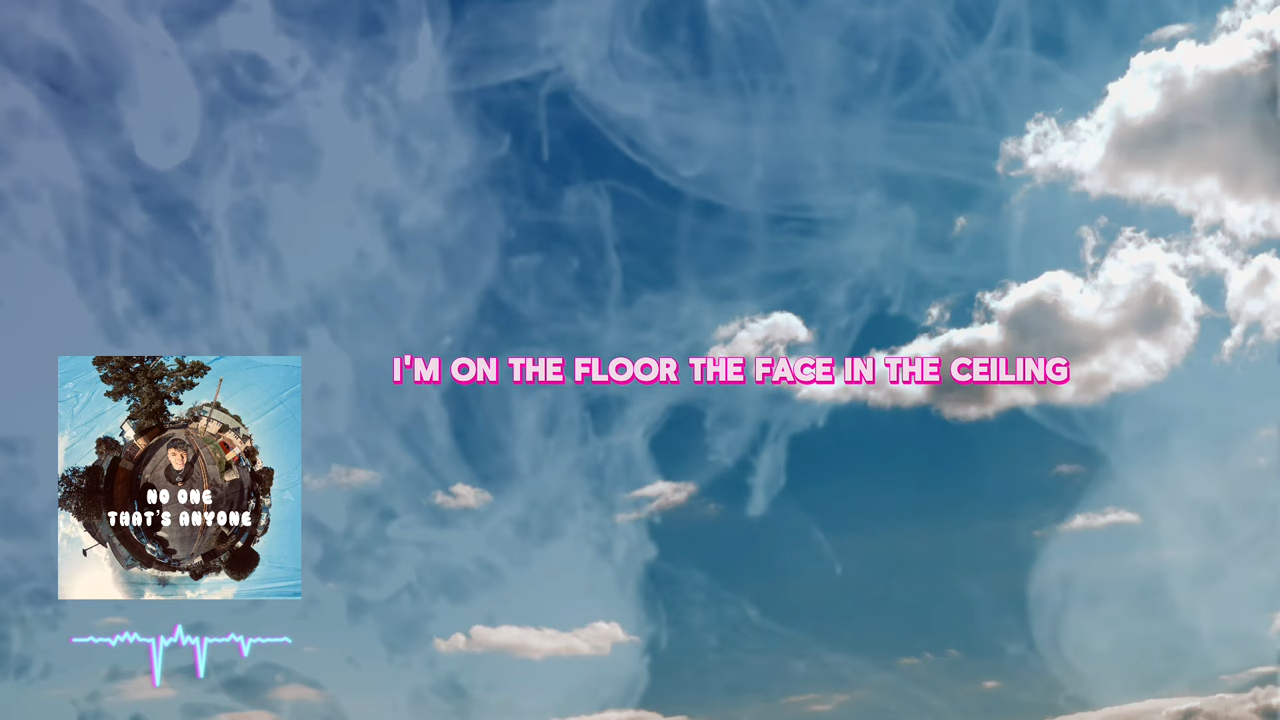 I'M ON THE FLOOR THE FACE IN THE CEILING
NO ONE
THAT'S ANYONE